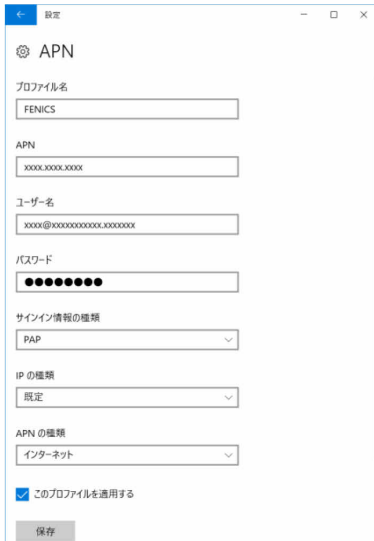 設定
APN
プロファイル名
FENICS
APN
xxxx.xxxx.xxxx
ユーザー名
xxxx@xxxxxxxxxxx.xxxxxxx
パスワード
●●●●●●●●
サインイン情報の種類
PAP
IP の種類
既定
APN の種類
インターネット
このプロファイルを適用する
保存